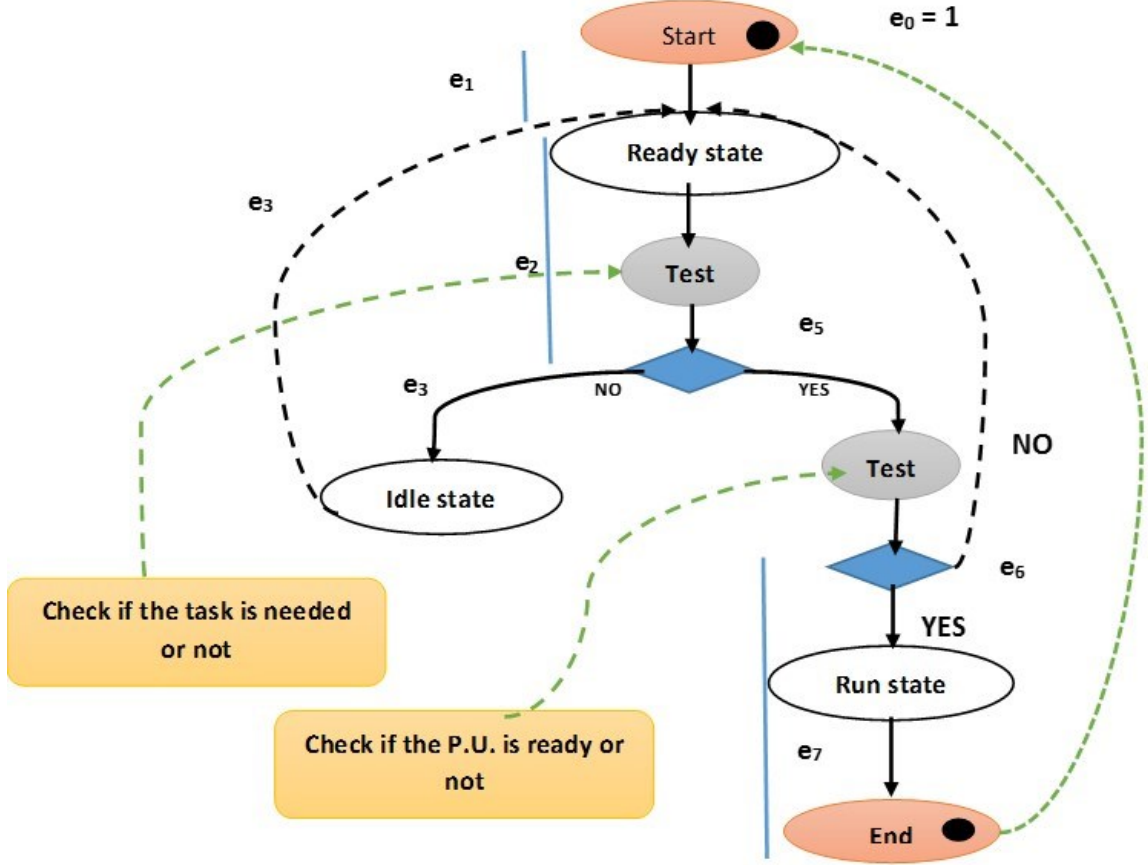 Start
e₀ = 1
e₁
Ready state
e₃
e₂
Test
e₅
e₃
NO
YES
Test
NO
Idle state
e₆
Check if the task is needed
or not
YES
Run state
Check if the P.U. is ready or
not
e₇
End